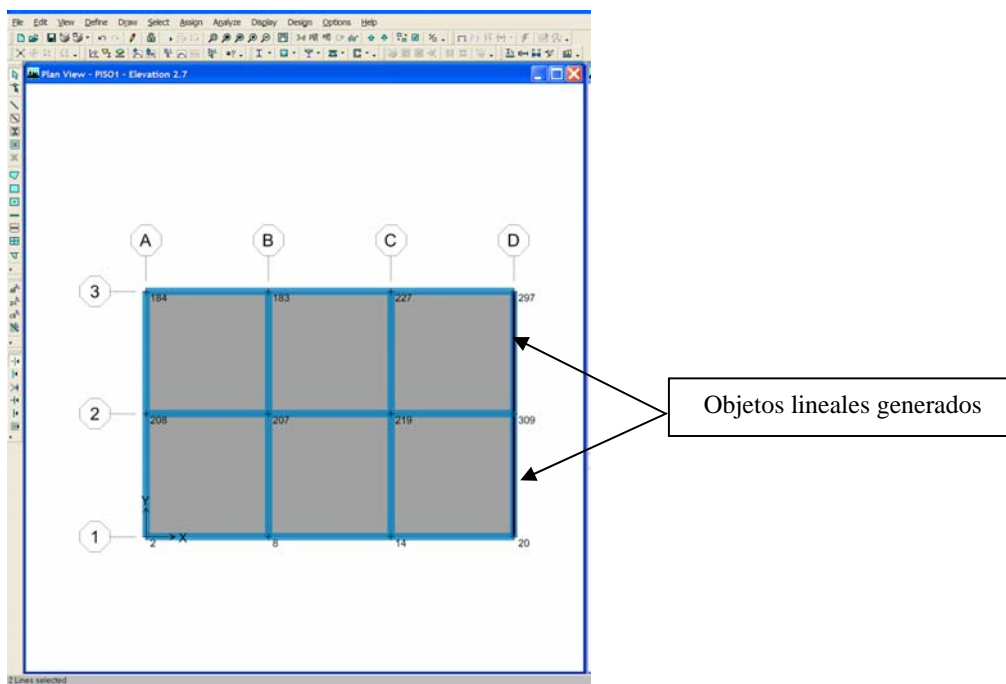 File Edit View Define Draw Select Assign Analyze Display Design Options Help
Plan View - PISO1 - Elevation 2.7
A B C D
3
184 183 227 297
2
208 207 219 309
Y
1
X
2 8 14 20
Objetos lineales generados
2 Lines selected